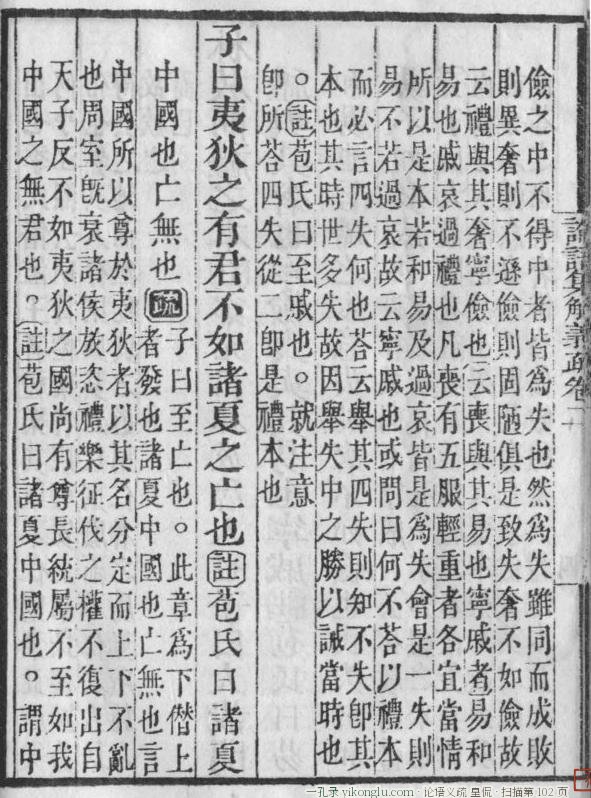 論語集解義疏卷二 十
儉之中不得中者皆爲失也然爲失雖同而成敗
則異奢則不遜儉則固陋俱是致失奢不如儉故
云禮與其奢寧儉也云喪與其易也寧戚者易和
易也戚哀過禮也凡喪有五服輕重者各宜當情
所以是本若和易及過哀皆是爲失會是一失則
易不若過哀故云寧戚也或問曰何不荅以禮本
而必言四失何也荅云舉其四失則知不失卽其
本也其時世多失故因舉失中之勝以誡當時也
。註苞氏曰至戚也。就注意
卽所荅四失從二卽是禮本也
子曰夷狄之有君不如諸夏之亡也註苞氏曰諸夏
中國也亡無也疏子曰至亡也。此章爲下僭上
者發也諸夏中國也亡無也言
中國所以尊於夷狄者以其名分定而上下不亂
也周室旣衰諸侯放恣禮樂征伐之權不復出自
天子反不如夷狄之國尚有尊長統屬不至如我
中國之無君也。註苞氏曰諸夏中國也。謂中
一孔录 yikonglu.com · 论语义疏 皇侃 · 扫描第 102 页